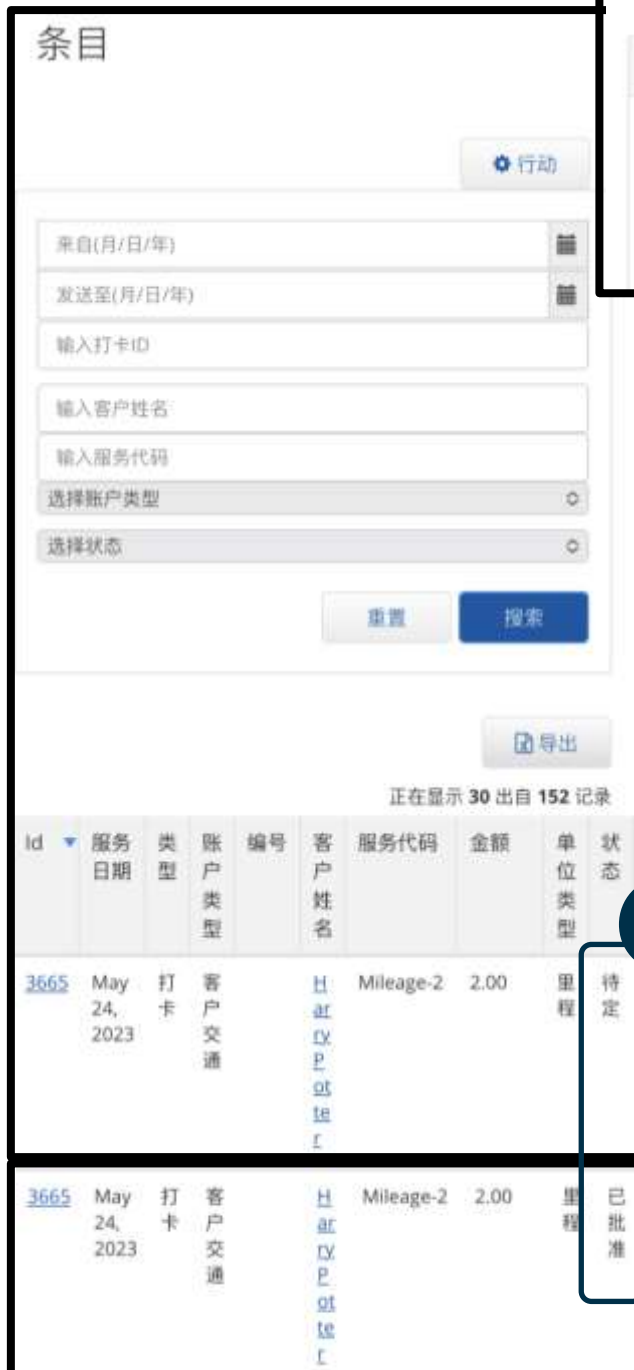 条目
行动
来自(月/日/年)
发送至(月/日/年)
输入打卡ID
输入客户姓名
输入服务代码
选择账户类型
选择状态
重置
搜索
导出
正在显示 30 出自 152 记录
Id 服务日期 类型 账户类型 编号 客户姓名 服务代码 金额 单位类型 状态
3665 May 24, 2023 打卡 客户交通 Harry Potter Mileage-2 2.00 里程 待定
3665 May 24, 2023 打卡 客户交通 Harry Potter Mileage-2 2.00 里程 已批准